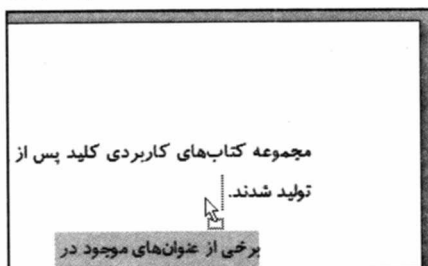 مجموعه کتاب‌های کاربردی کلید پس از
تولید شدند.
برخی از عنوان‌های موجود در